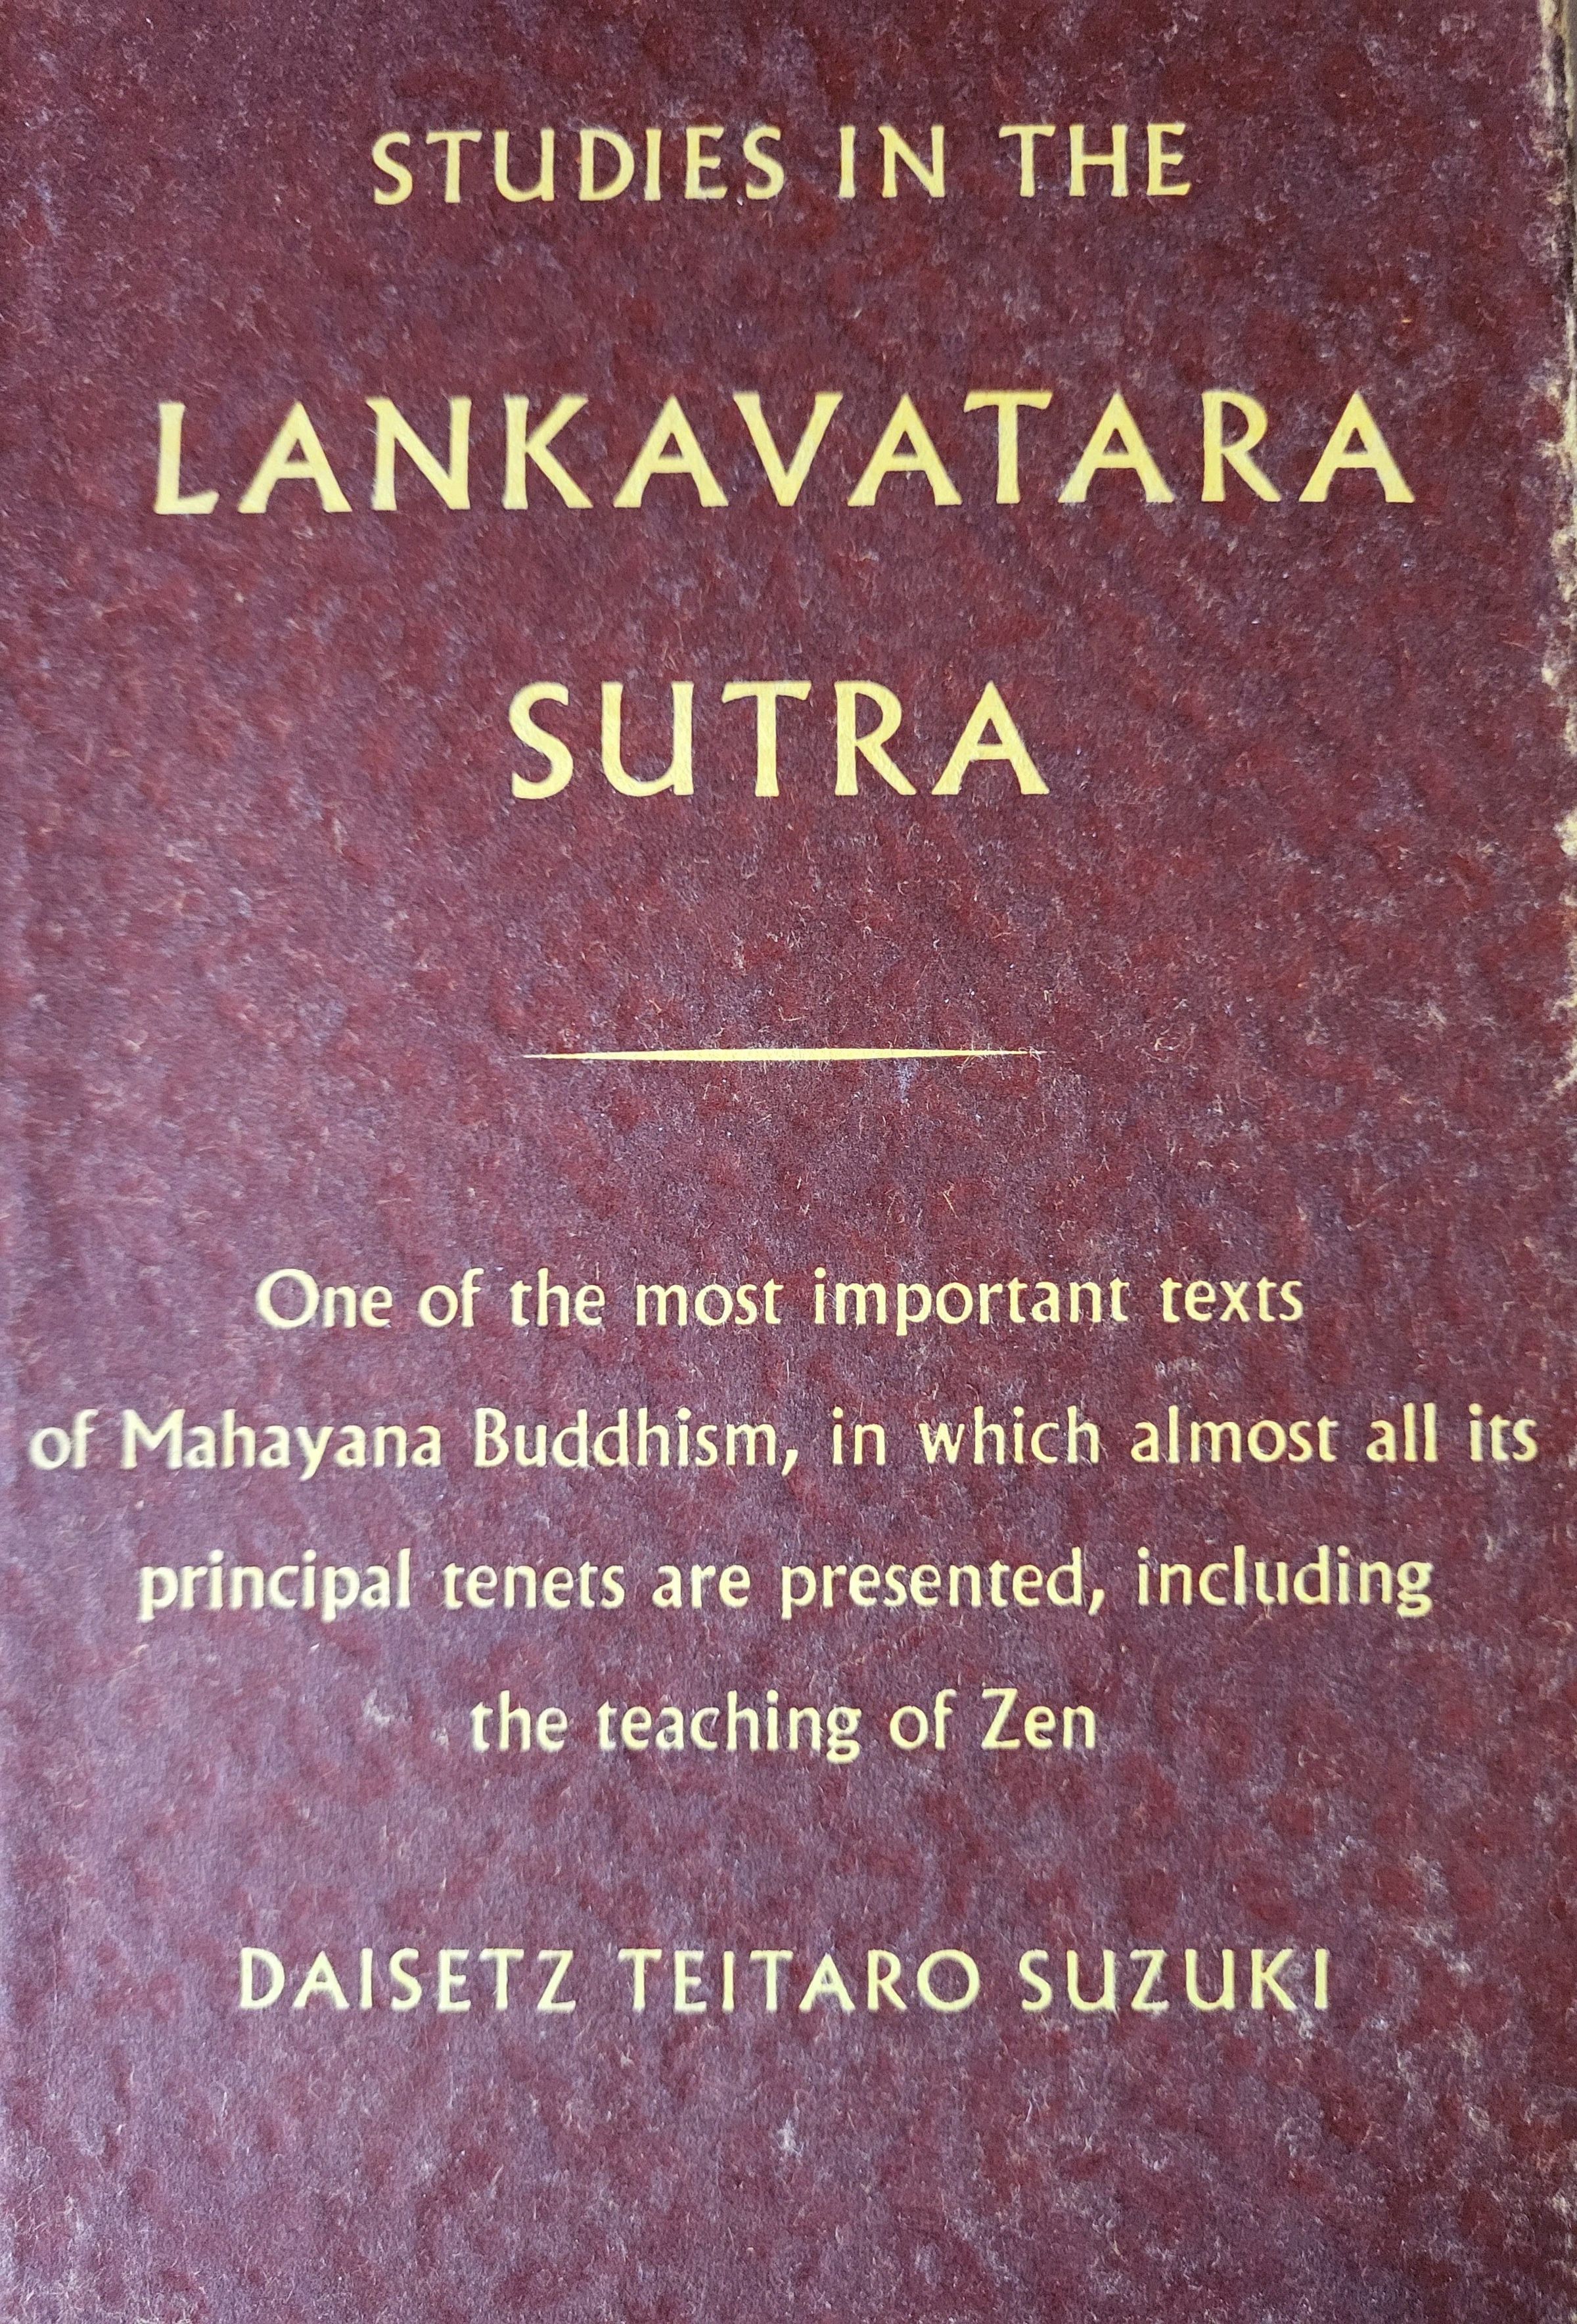 STUDIES IN THE
LANKAVATARA
SUTRA
One of the most important texts
of Mahayana Buddhism, in which almost all its
principal tenets are presented, including
the teaching of Zen
DAISETZ TEITARO SUZUKI